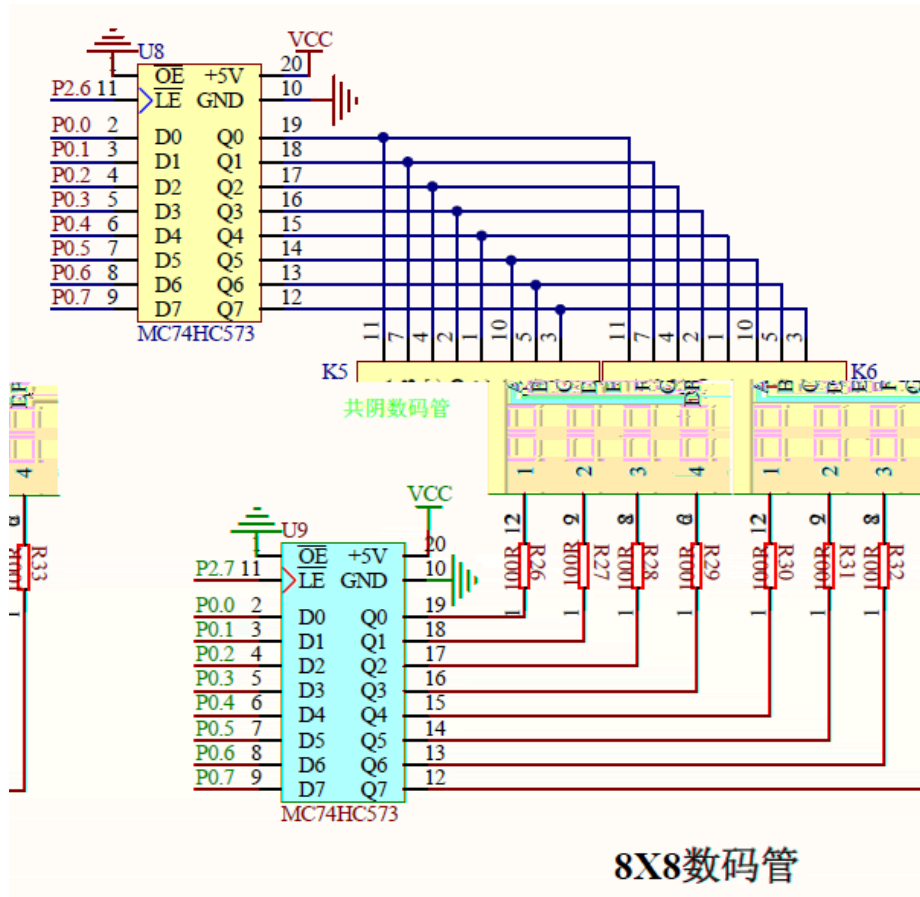 U8
VCC
1 OE +5V 20
P2.6 11 LE GND 10
P0.0 2 D0 Q0 19
P0.1 3 D1 Q1 18
P0.2 4 D2 Q2 17
P0.3 5 D3 Q3 16
P0.4 6 D4 Q4 15
P0.5 7 D5 Q5 14
P0.6 8 D6 Q6 13
P0.7 9 D7 Q7 12
MC74HC573
11 7 4 2 1 10 5 3 11 7 4 2 1 10 5 3
K5 K6
共阴数码管
4 1 2 3 4 1 2 3
6 12 9 8 6 12 9 8
R33 100R R26 100R R27 100R R28 100R R29 100R R30 100R R31 100R R32
1 1 1 1 1 1 1 1
VCC
U9
1 OE +5V 20
P2.7 11 LE GND 10
P0.0 2 D0 Q0 19
P0.1 3 D1 Q1 18
P0.2 4 D2 Q2 17
P0.3 5 D3 Q3 16
P0.4 6 D4 Q4 15
P0.5 7 D5 Q5 14
P0.6 8 D6 Q6 13
P0.7 9 D7 Q7 12
MC74HC573
8X8数码管